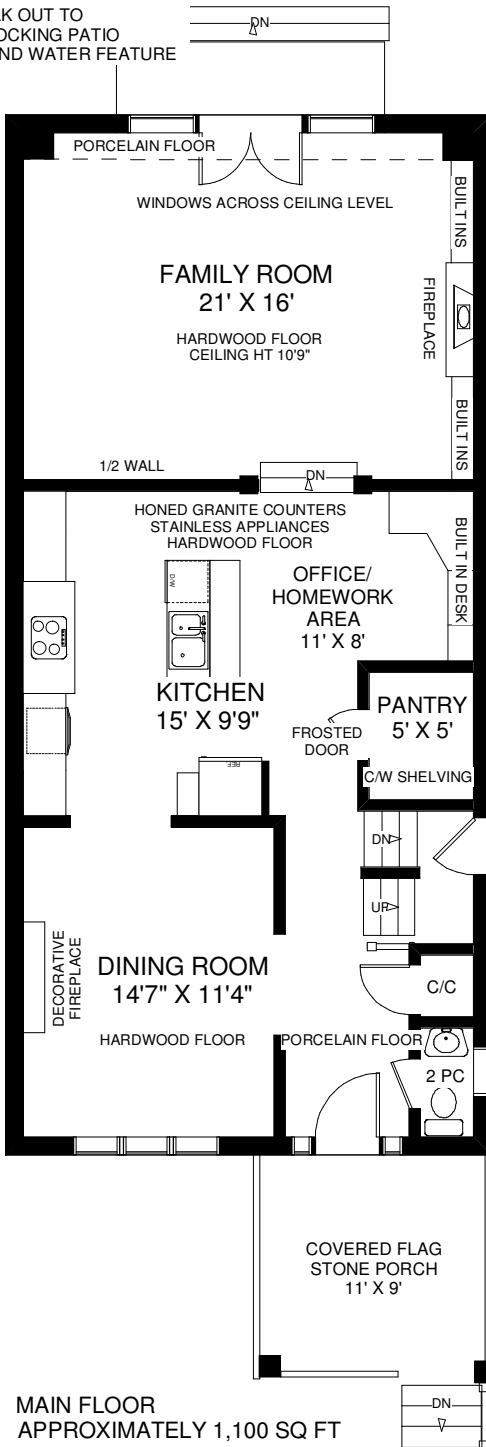 LK OUT TO
OCKING PATIO
ND WATER FEATURE
DN
PORCELAIN FLOOR
WINDOWS ACROSS CEILING LEVEL
BUILT INS
FAMILY ROOM
21' X 16'
HARDWOOD FLOOR
CEILING HT 10'9"
FIREPLACE
BUILT INS
1/2 WALL
DN
HONED GRANITE COUNTERS
STAINLESS APPLIANCES
HARDWOOD FLOOR
D/W
OFFICE/
HOMEWORK
AREA
11' X 8'
BUILT IN DESK
KITCHEN
15' X 9'9"
PANTRY
5' X 5'
FROSTED
DOOR
C/W SHELVING
REF.
DN
UP
DECORATIVE
FIREPLACE
DINING ROOM
14'7" X 11'4"
C/C
HARDWOOD FLOOR
PORCELAIN FLOOR
2 PC
COVERED FLAG
STONE PORCH
11' X 9'
DN
MAIN FLOOR
APPROXIMATELY 1,100 SQ FT